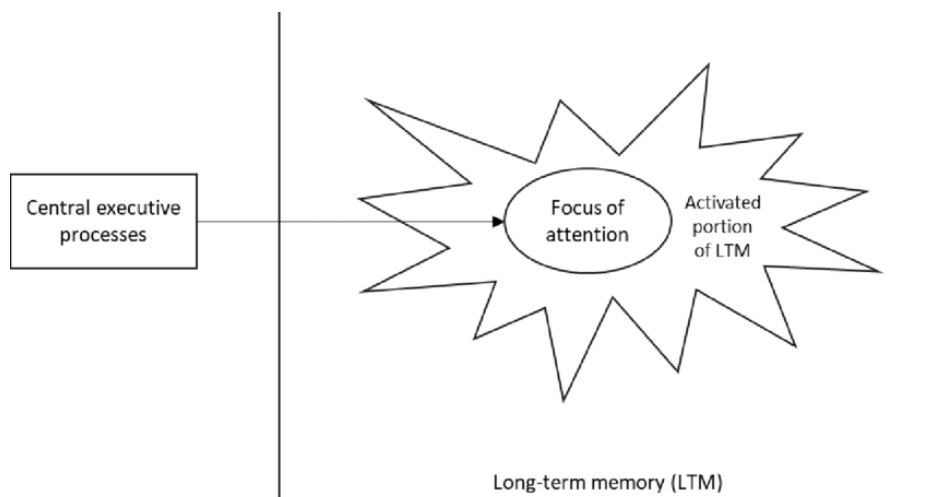 Central executive
processes
Focus of
attention
Activated
portion
of LTM
Long-term memory (LTM)